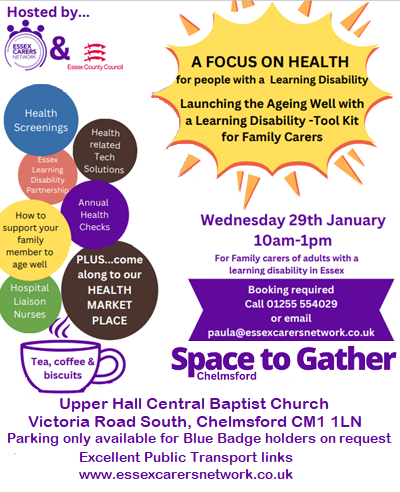 Hosted by...
ESSEX
CARERS
NETWORK
&
Essex County Council
A FOCUS ON HEALTH
for people with a Learning Disability
Launching the Ageing Well with
a Learning Disability -Tool Kit
for Family Carers
Health
Screenings
Health
related
Tech
Solutions
Essex
Learning
Disability
Partnership
Annual
Health
Checks
How to
support your
family
member to
age well
PLUS...come
along to our
HEALTH
MARKET
PLACE
Hospital
Liaison
Nurses
Tea, coffee &
biscuits
Wednesday 29th January
10am-1pm
For Family carers of adults with a
learning disability in Essex
Booking required
Call 01255 554029
or email
paula@essexcarersnetwork.co.uk
Space to Gather
Chelmsford
Upper Hall Central Baptist Church
Victoria Road South, Chelmsford CM1 1LN
Parking only available for Blue Badge holders on request
Excellent Public Transport links
www.essexcarersnetwork.co.uk